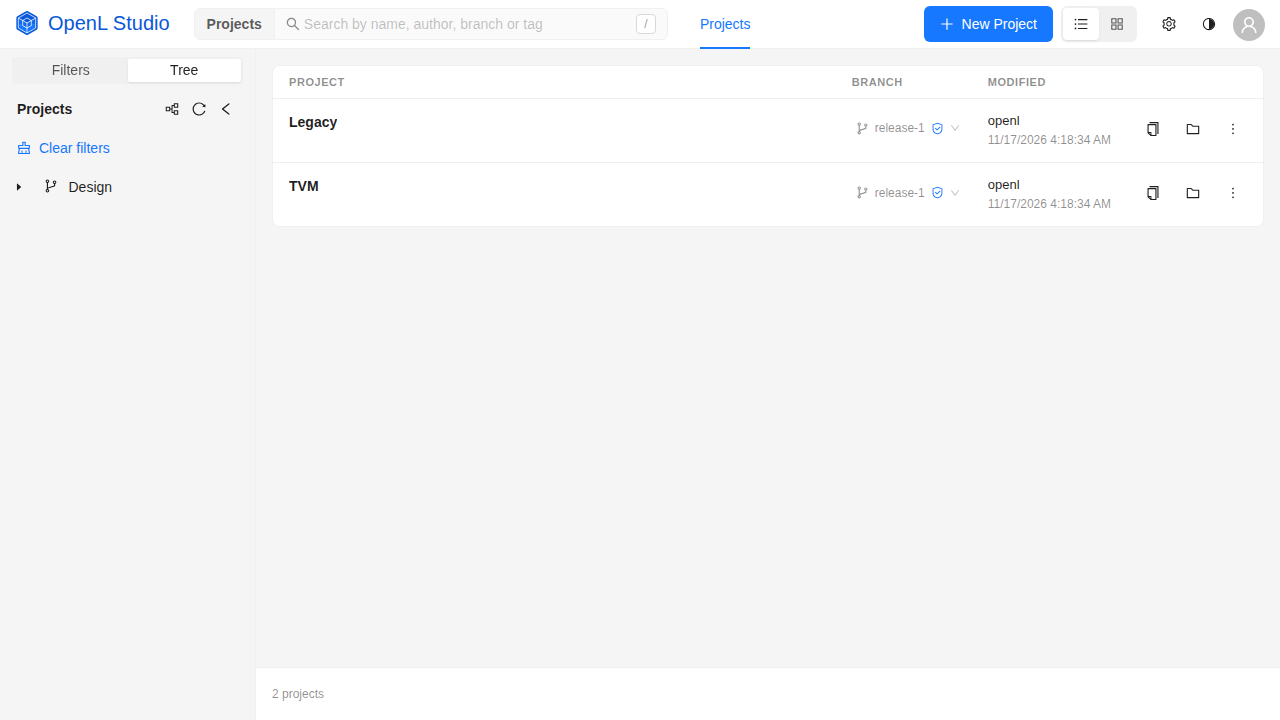 OpenL Studio
Projects
Search by name, author, branch or tag
/
Projects
New Project
Filters
Tree
Projects
Clear filters
Design
PROJECT
BRANCH
MODIFIED
Legacy
release-1
openl
11/17/2026 4:18:34 AM
TVM
release-1
openl
11/17/2026 4:18:34 AM
2 projects